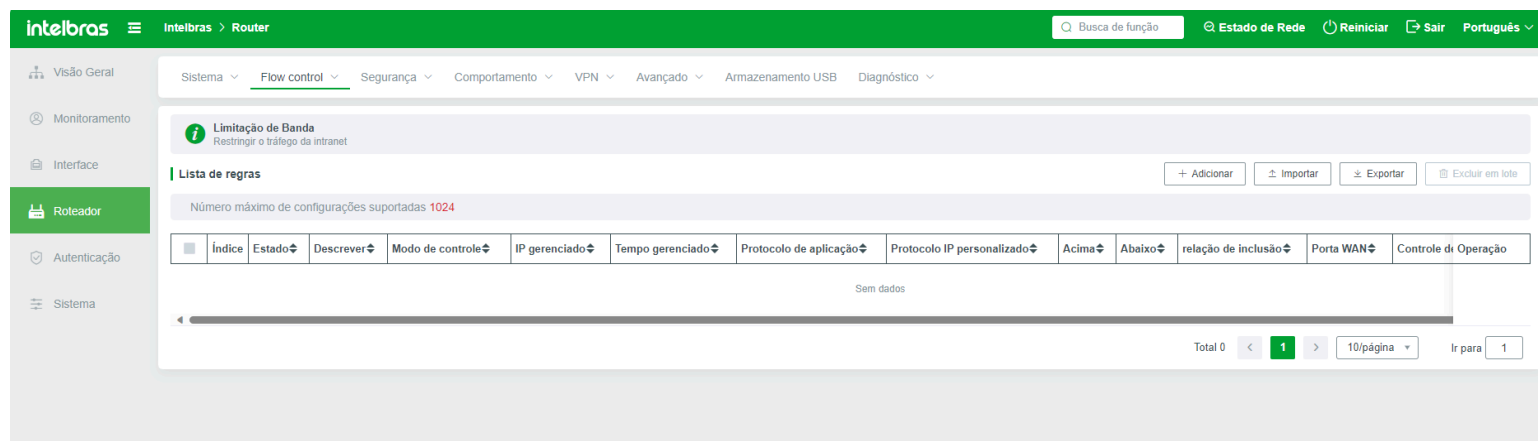 intelbras Intelbras > Router Busca de função Estado de Rede Reiniciar Sair Português
Visão Geral
Monitoramento
Interface
Roteador
Autenticação
Sistema
Sistema Flow control Segurança Comportamento VPN Avançado Armazenamento USB Diagnóstico
Limitação de Banda
Restringir o tráfego da intranet
Lista de regras + Adicionar Importar Exportar Excluir em lote
Número máximo de configurações suportadas 1024
Índice Estado Descrever Modo de controle IP gerenciado Tempo gerenciado Protocolo de aplicação Protocolo IP personalizado Acima Abaixo relação de inclusão Porta WAN Controle de Operação
Sem dados
Total 0 < 1 > 10/página Ir para 1